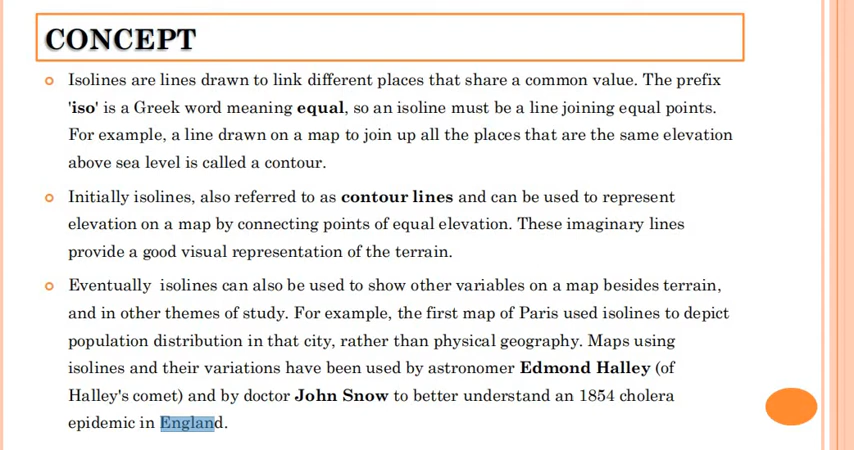 CONCEPT
Isolines are lines drawn to link different places that share a common value. The prefix
'iso' is a Greek word meaning equal, so an isoline must be a line joining equal points.
For example, a line drawn on a map to join up all the places that are the same elevation
above sea level is called a contour.
Initially isolines, also referred to as contour lines and can be used to represent
elevation on a map by connecting points of equal elevation. These imaginary lines
provide a good visual representation of the terrain.
Eventually isolines can also be used to show other variables on a map besides terrain,
and in other themes of study. For example, the first map of Paris used isolines to depict
population distribution in that city, rather than physical geography. Maps using
isolines and their variations have been used by astronomer Edmond Halley (of
Halley's comet) and by doctor John Snow to better understand an 1854 cholera
epidemic in England.